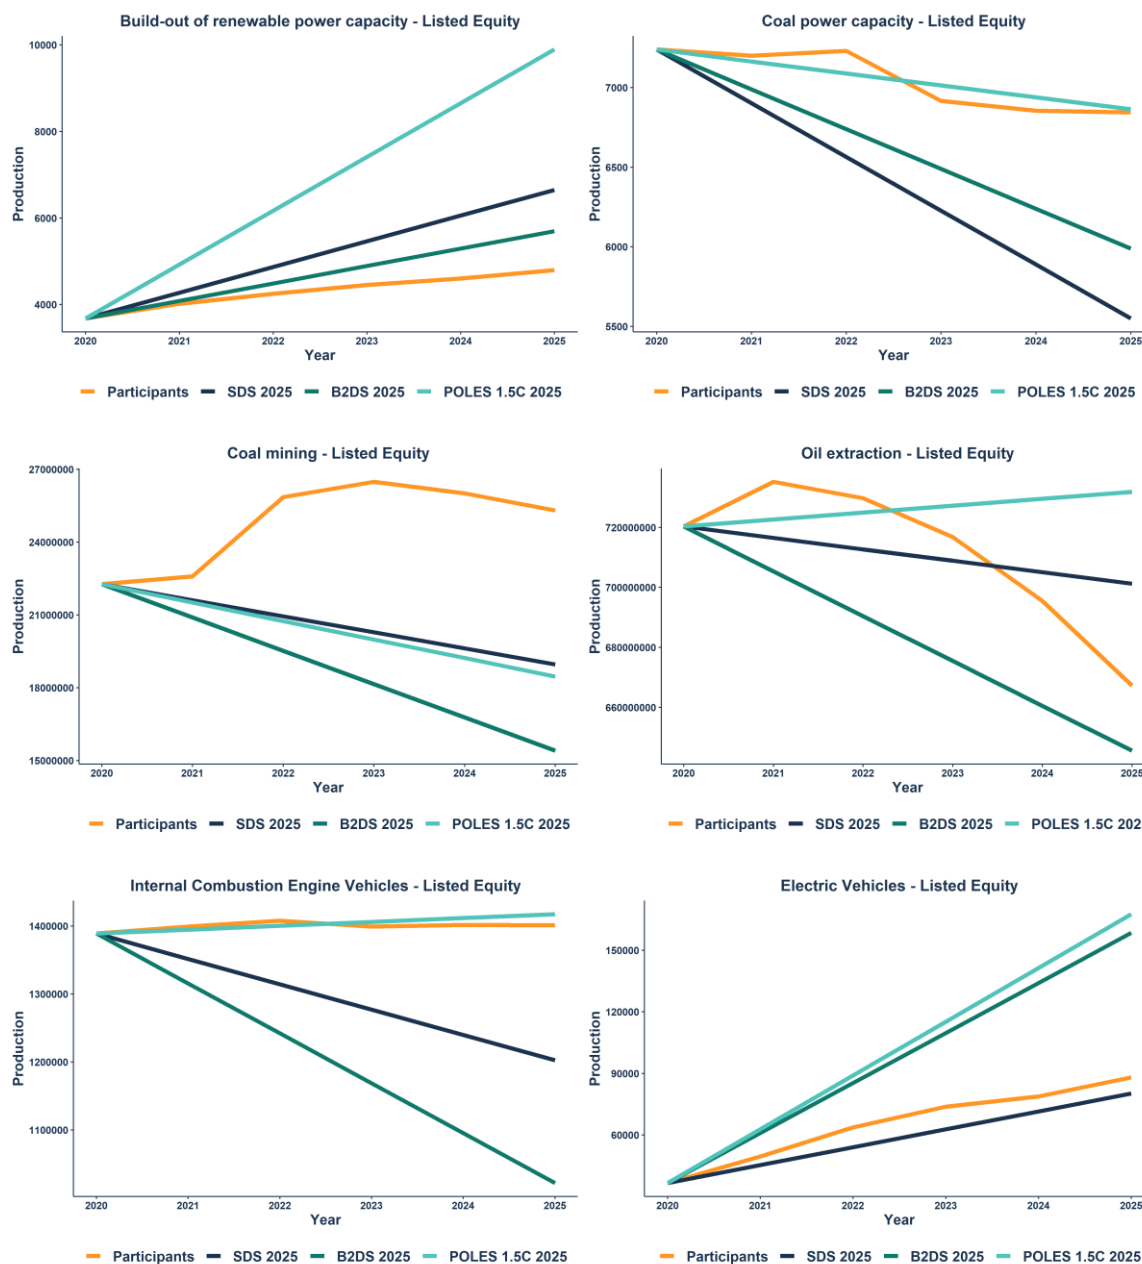 Build-out of renewable power capacity - Listed Equity
10000
8000
6000
4000
Production
2020 2021 2022 2023 2024 2025
Year
Participants SDS 2025 B2DS 2025 POLES 1.5C 2025
Coal power capacity - Listed Equity
7000
6500
6000
5500
Production
2020 2021 2022 2023 2024 2025
Year
Participants SDS 2025 B2DS 2025 POLES 1.5C 2025
Coal mining - Listed Equity
27000000
24000000
21000000
18000000
15000000
Production
2020 2021 2022 2023 2024 2025
Year
Participants SDS 2025 B2DS 2025 POLES 1.5C 2025
Oil extraction - Listed Equity
720000000
700000000
680000000
660000000
Production
2020 2021 2022 2023 2024 2025
Year
Participants SDS 2025 B2DS 2025 POLES 1.5C 202
Internal Combustion Engine Vehicles - Listed Equity
1400000
1300000
1200000
1100000
Production
2020 2021 2022 2023 2024 2025
Year
Participants SDS 2025 B2DS 2025 POLES 1.5C 2025
Electric Vehicles - Listed Equity
150000
120000
90000
60000
Production
2020 2021 2022 2023 2024 2025
Year
Participants SDS 2025 B2DS 2025 POLES 1.5C 2025